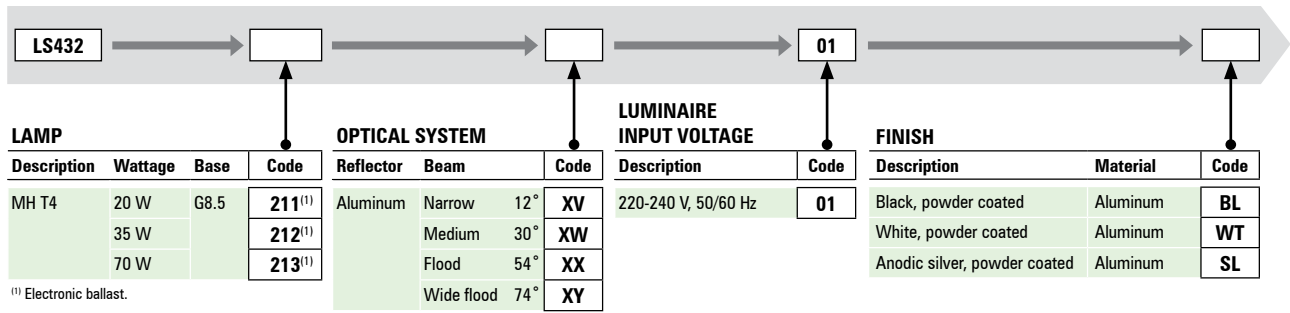 LS432 01
LUMINAIRE
LAMP OPTICAL SYSTEM INPUT VOLTAGE FINISH
Description Wattage Base Code Reflector Beam Code Description Code Description Material Code
MH T4 20 W G8.5 211(1) Aluminum Narrow 12° XV 220-240 V, 50/60 Hz 01 Black, powder coated Aluminum BL
35 W 212(1) Medium 30° XW White, powder coated Aluminum WT
70 W 213(1) Flood 54° XX Anodic silver, powder coated Aluminum SL
(1) Electronic ballast. Wide flood 74° XY